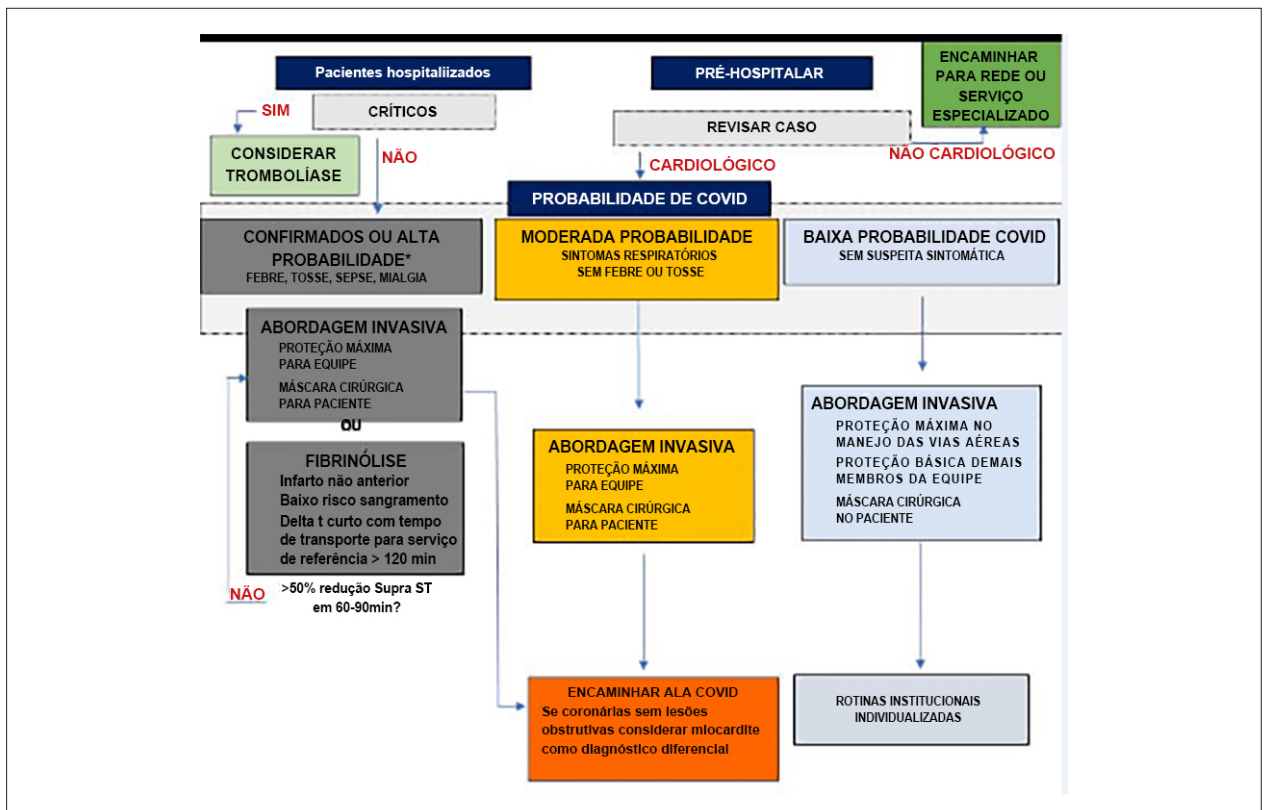 Pacientes hospitaliizados
SIM
CRÍTICOS
NÃO
CONSIDERAR
TROMBOLÍASE
PRÉ-HOSPITALAR
REVISAR CASO
ENCAMINHAR
PARA REDE OU
SERVIÇO
ESPECIALIZADO
NÃO CARDIOLÓGICO
CARDIOLÓGICO
PROBABILIDADE DE COVID
CONFIRMADOS OU ALTA
PROBABILIDADE*
FEBRE, TOSSE, SEPSE, MIALGIA
MODERADA PROBABILIDADE
SINTOMAS RESPIRATÓRIOS
SEM FEBRE OU TOSSE
BAIXA PROBABILIDADE COVID
SEM SUSPEITA SINTOMÁTICA
ABORDAGEM INVASIVA
PROTEÇÃO MÁXIMA
PARA EQUIPE
MÁSCARA CIRÚRGICA
PARA PACIENTE
OU
FIBRINÓLISE
Infarto não anterior
Baixo risco sangramento
Delta t curto com tempo
de transporte para serviço
de referência > 120 min
NÃO
>50% redução Supra ST
em 60-90min?
ABORDAGEM INVASIVA
PROTEÇÃO MÁXIMA
PARA EQUIPE
MÁSCARA CIRÚRGICA
PARA PACIENTE
ABORDAGEM INVASIVA
PROTEÇÃO MÁXIMA NO
MANEJO DAS VIAS AÉREAS
PROTEÇÃO BÁSICA DEMAIS
MEMBROS DA EQUIPE
MÁSCARA CIRÚRGICA
NO PACIENTE
ENCAMINHAR ALA COVID
Se coronárias sem lesões
obstrutivas considerar miocardite
como diagnóstico diferencial
ROTINAS INSTITUCIONAIS
INDIVIDUALIZADAS